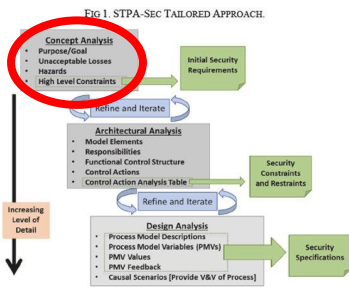 FIG 1. STPA-SEC TAILORED APPROACH.
Concept Analysis
• Purpose/Goal
• Unacceptable Losses
• Hazards
• High Level Constraints
Initial Security
Requirements
Refine and Iterate
Architectural Analysis
• Model Elements
• Responsibilities
• Functional Control Structure
• Control Actions
• Control Action Analysis Table
Security
Constraints
and Restraints
Refine and Iterate
Increasing
Level of
Detail
Design Analysis
• Process Model Descriptions
• Process Model Variables (PMVs)
• PMV Values
• PMV Feedback
• Causal Scenarios [Provide V&V of Process]
Security
Specifications